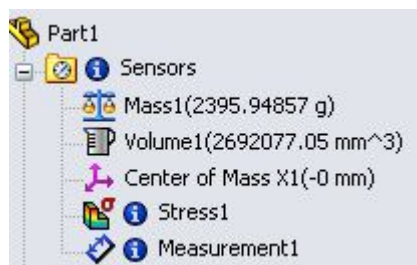 Part1
Sensors
Mass1(2395.94857 g)
Volume1(2692077.05 mm^3)
Center of Mass X1(-0 mm)
Stress1
Measurement1